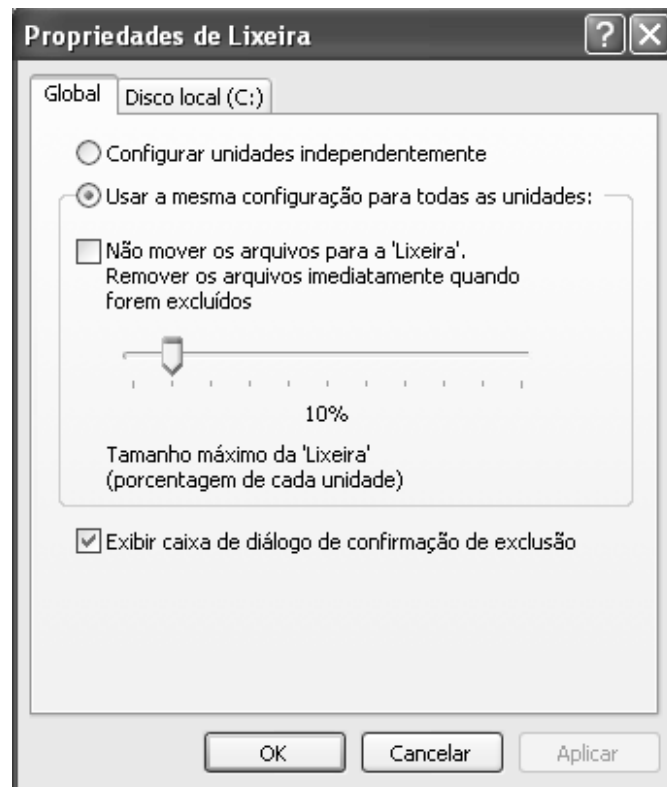 Propriedades de Lixeira
Global
Disco local (C:)
Configurar unidades independentemente
Usar a mesma configuração para todas as unidades:
Não mover os arquivos para a 'Lixeira'.
Remover os arquivos imediatamente quando
forem excluídos
10%
Tamanho máximo da 'Lixeira'
(porcentagem de cada unidade)
Exibir caixa de diálogo de confirmação de exclusão
OK
Cancelar
Aplicar